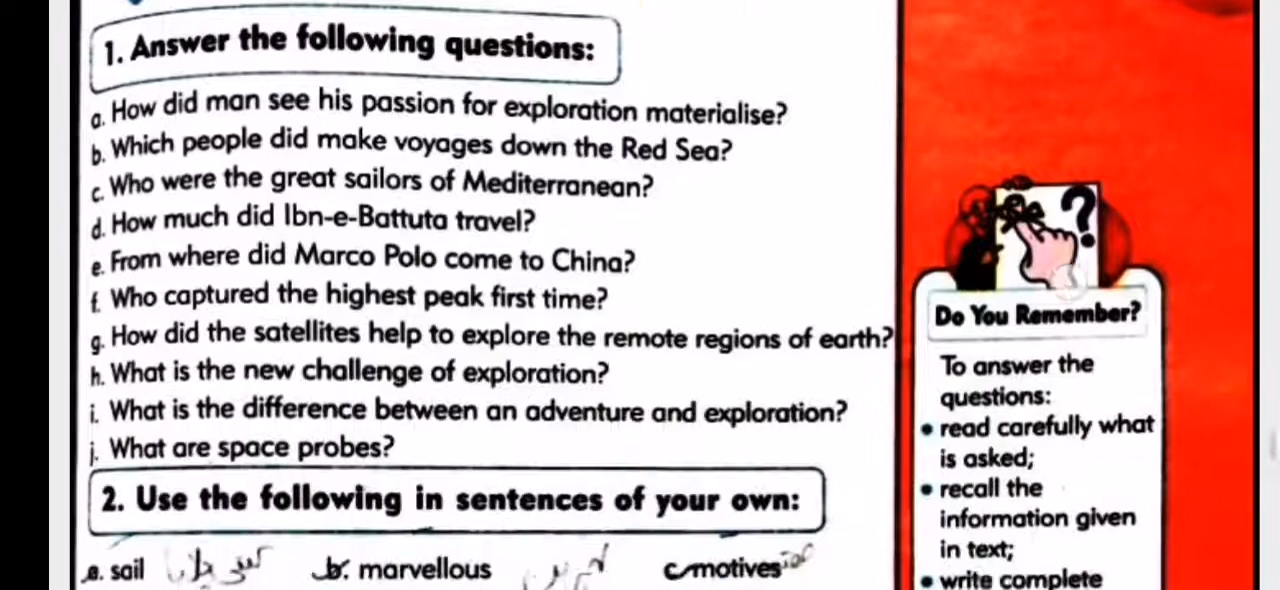 1. Answer the following questions:
a. How did man see his passion for exploration materialise?
b. Which people did make voyages down the Red Sea?
c. Who were the great sailors of Mediterranean?
d. How much did Ibn-e-Battuta travel?
e. From where did Marco Polo come to China?
f. Who captured the highest peak first time?
g. How did the satellites help to explore the remote regions of earth?
h. What is the new challenge of exploration?
i. What is the difference between an adventure and exploration?
j. What are space probes?
2. Use the following in sentences of your own:
a. sail b. marvellous c. motives
?
Do You Remember?
To answer the
questions:
• read carefully what
is asked;
• recall the
information given
in text;
• write complete